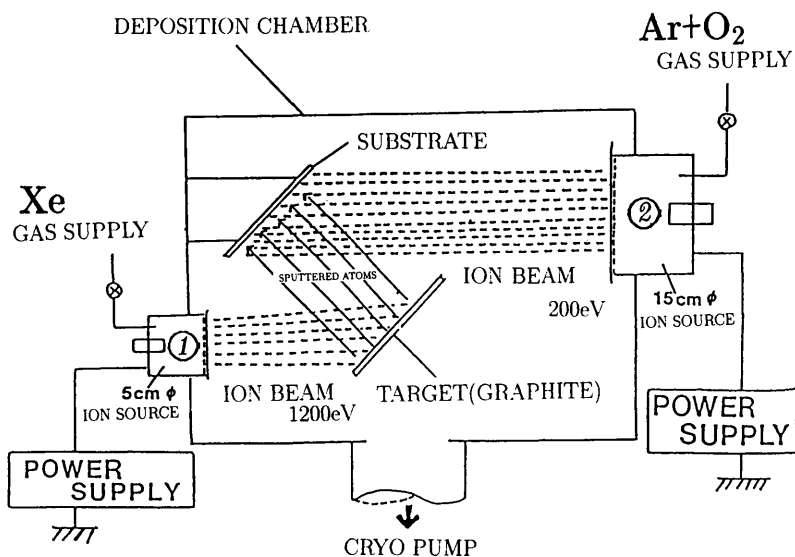 DEPOSITION CHAMBER
Ar+O₂
GAS SUPPLY
SUBSTRATE
Xe
GAS SUPPLY
②
SPUTTERED ATOMS
ION BEAM
200eV
15cm ϕ
ION SOURCE
①
5cm ϕ
ION SOURCE
ION BEAM
1200eV
TARGET(GRAPHITE)
POWER
SUPPLY
POWER
SUPPLY
CRYO PUMP